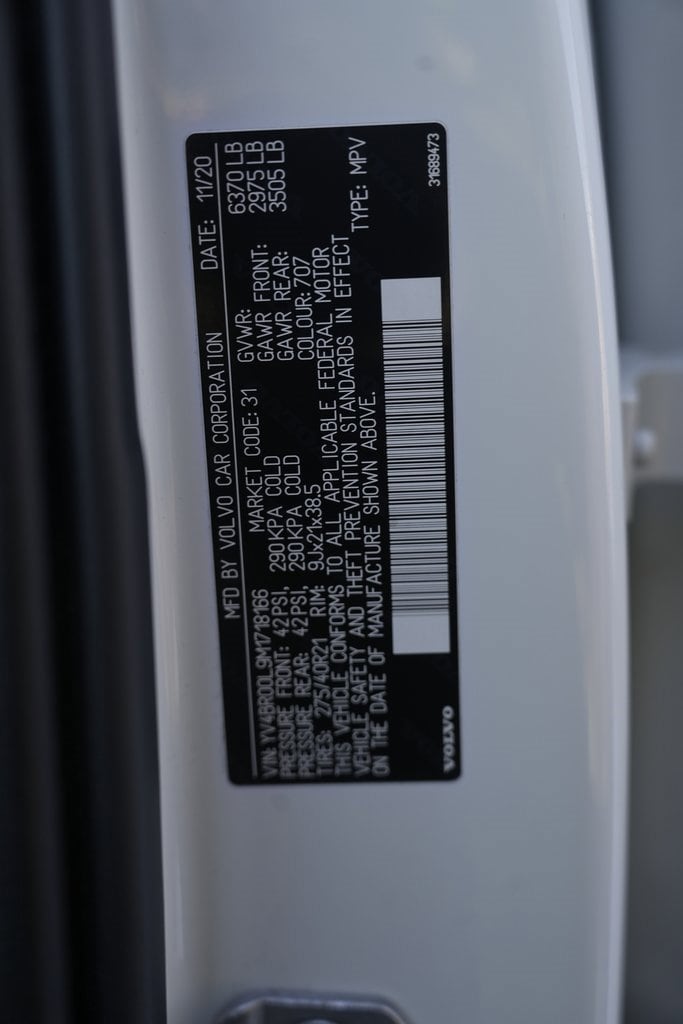 MFD BY VOLVO CAR CORPORATION DATE: 11/20
VIN: YV4BR00L9M1718166 MARKET CODE: 31 GVWR: 6370 LB
PRESSURE FRONT: 42PSI, 290KPA COLD GAWR FRONT: 2975 LB
PRESSURE REAR: 42PSI, 290KPA COLD GAWR REAR: 3505 LB
TIRES: 275/40R21 RIM: 9Jx21x38.5 COLOUR: 707
THIS VEHICLE CONFORMS TO ALL APPLICABLE FEDERAL MOTOR
VEHICLE SAFETY AND THEFT PREVENTION STANDARDS IN EFFECT
ON THE DATE OF MANUFACTURE SHOWN ABOVE. TYPE: MPV
VOLVO 31689473